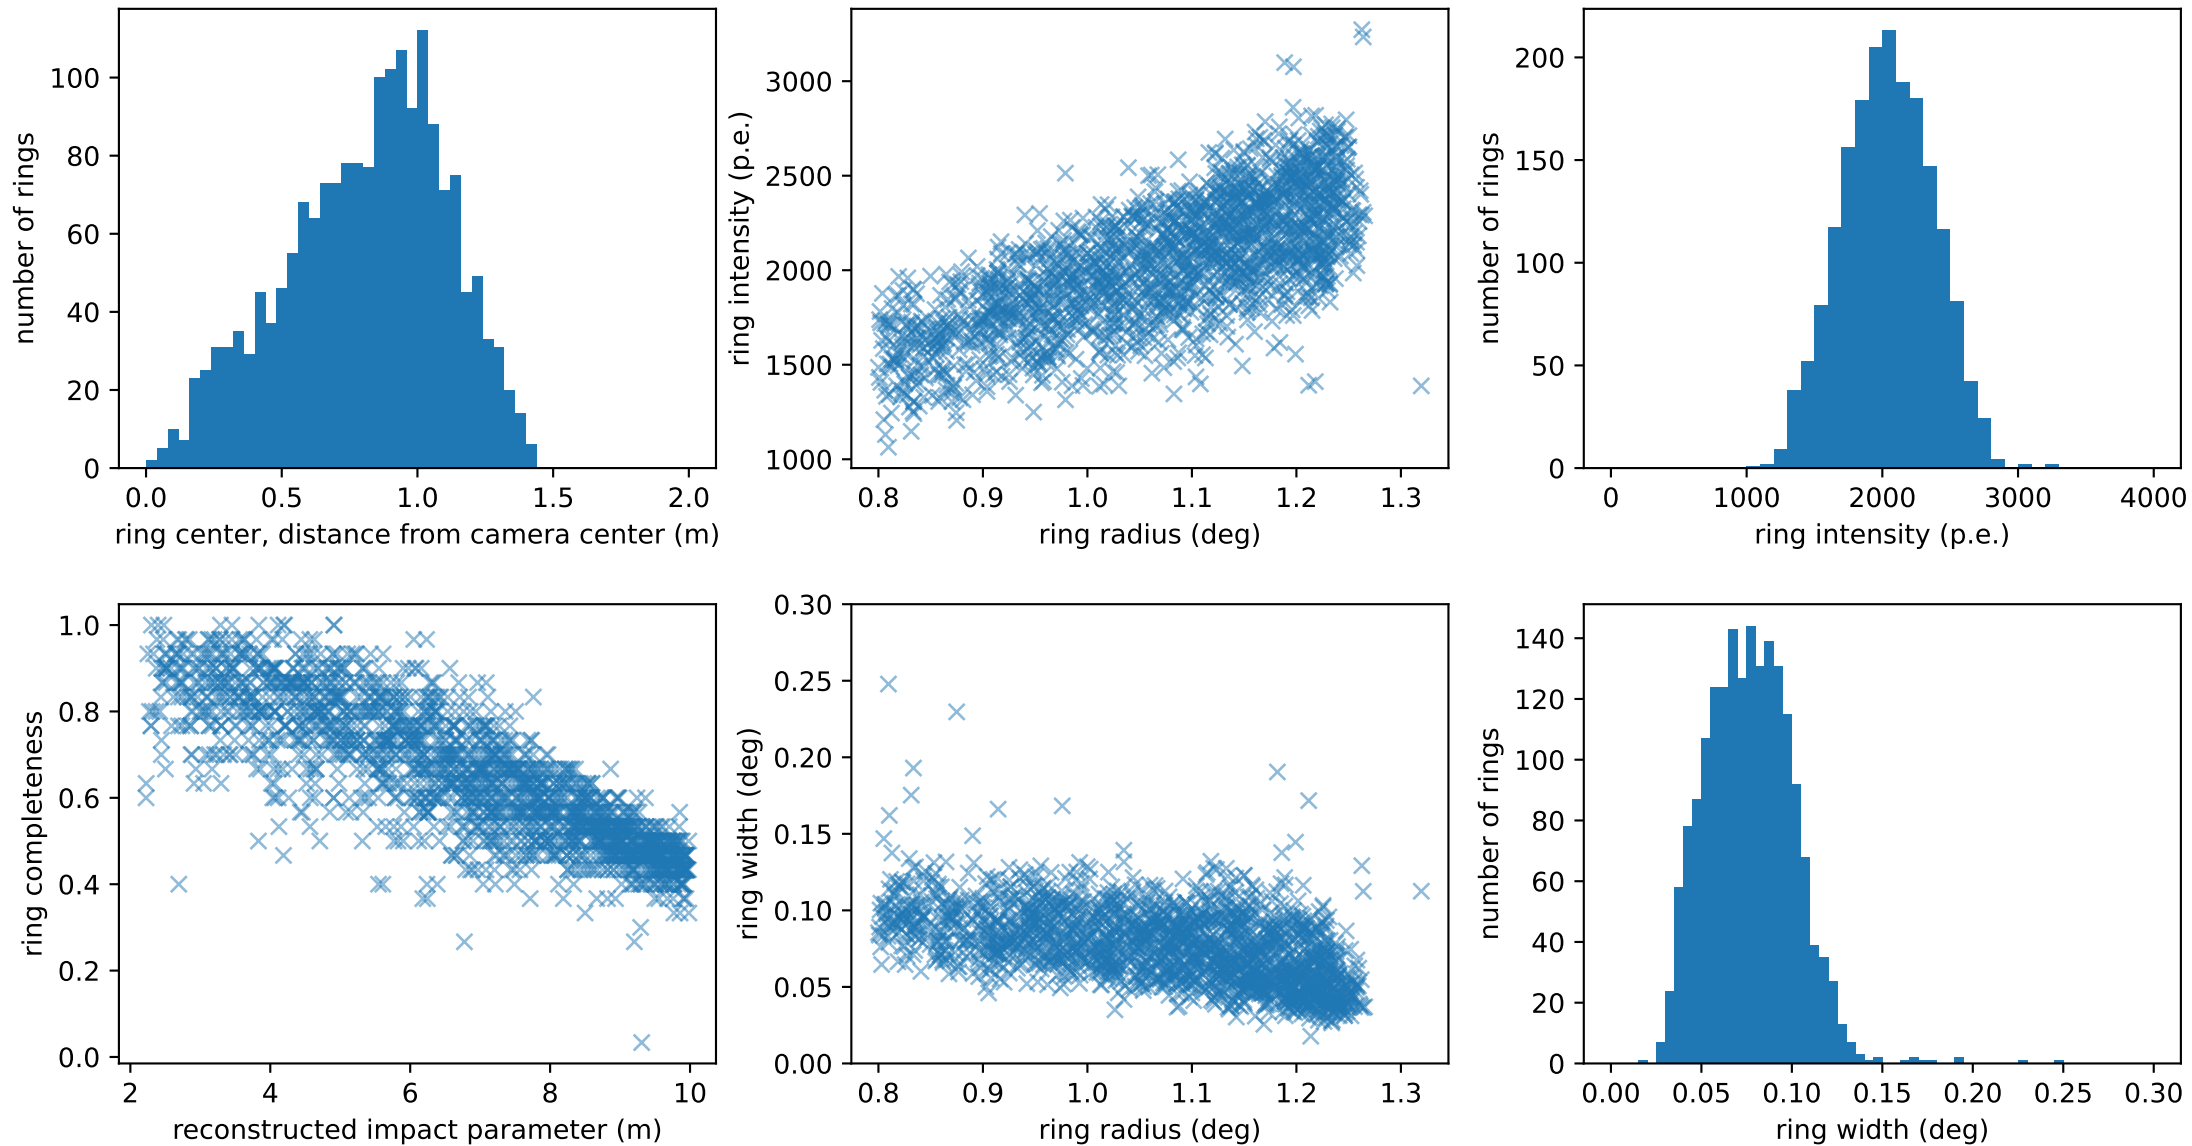 number of rings
100
80
60
40
20
0
0.0 0.5 1.0 1.5 2.0
ring center, distance from camera center (m)
ring intensity (p.e.)
3000
2500
2000
1500
1000
0.8 0.9 1.0 1.1 1.2 1.3
ring radius (deg)
number of rings
200
150
100
50
0
0 1000 2000 3000 4000
ring intensity (p.e.)
ring completeness
1.0
0.8
0.6
0.4
0.2
0.0
2 4 6 8 10
reconstructed impact parameter (m)
ring width (deg)
0.30
0.25
0.20
0.15
0.10
0.05
0.00
0.8 0.9 1.0 1.1 1.2 1.3
ring radius (deg)
number of rings
140
120
100
80
60
40
20
0
0.00 0.05 0.10 0.15 0.20 0.25 0.30
ring width (deg)